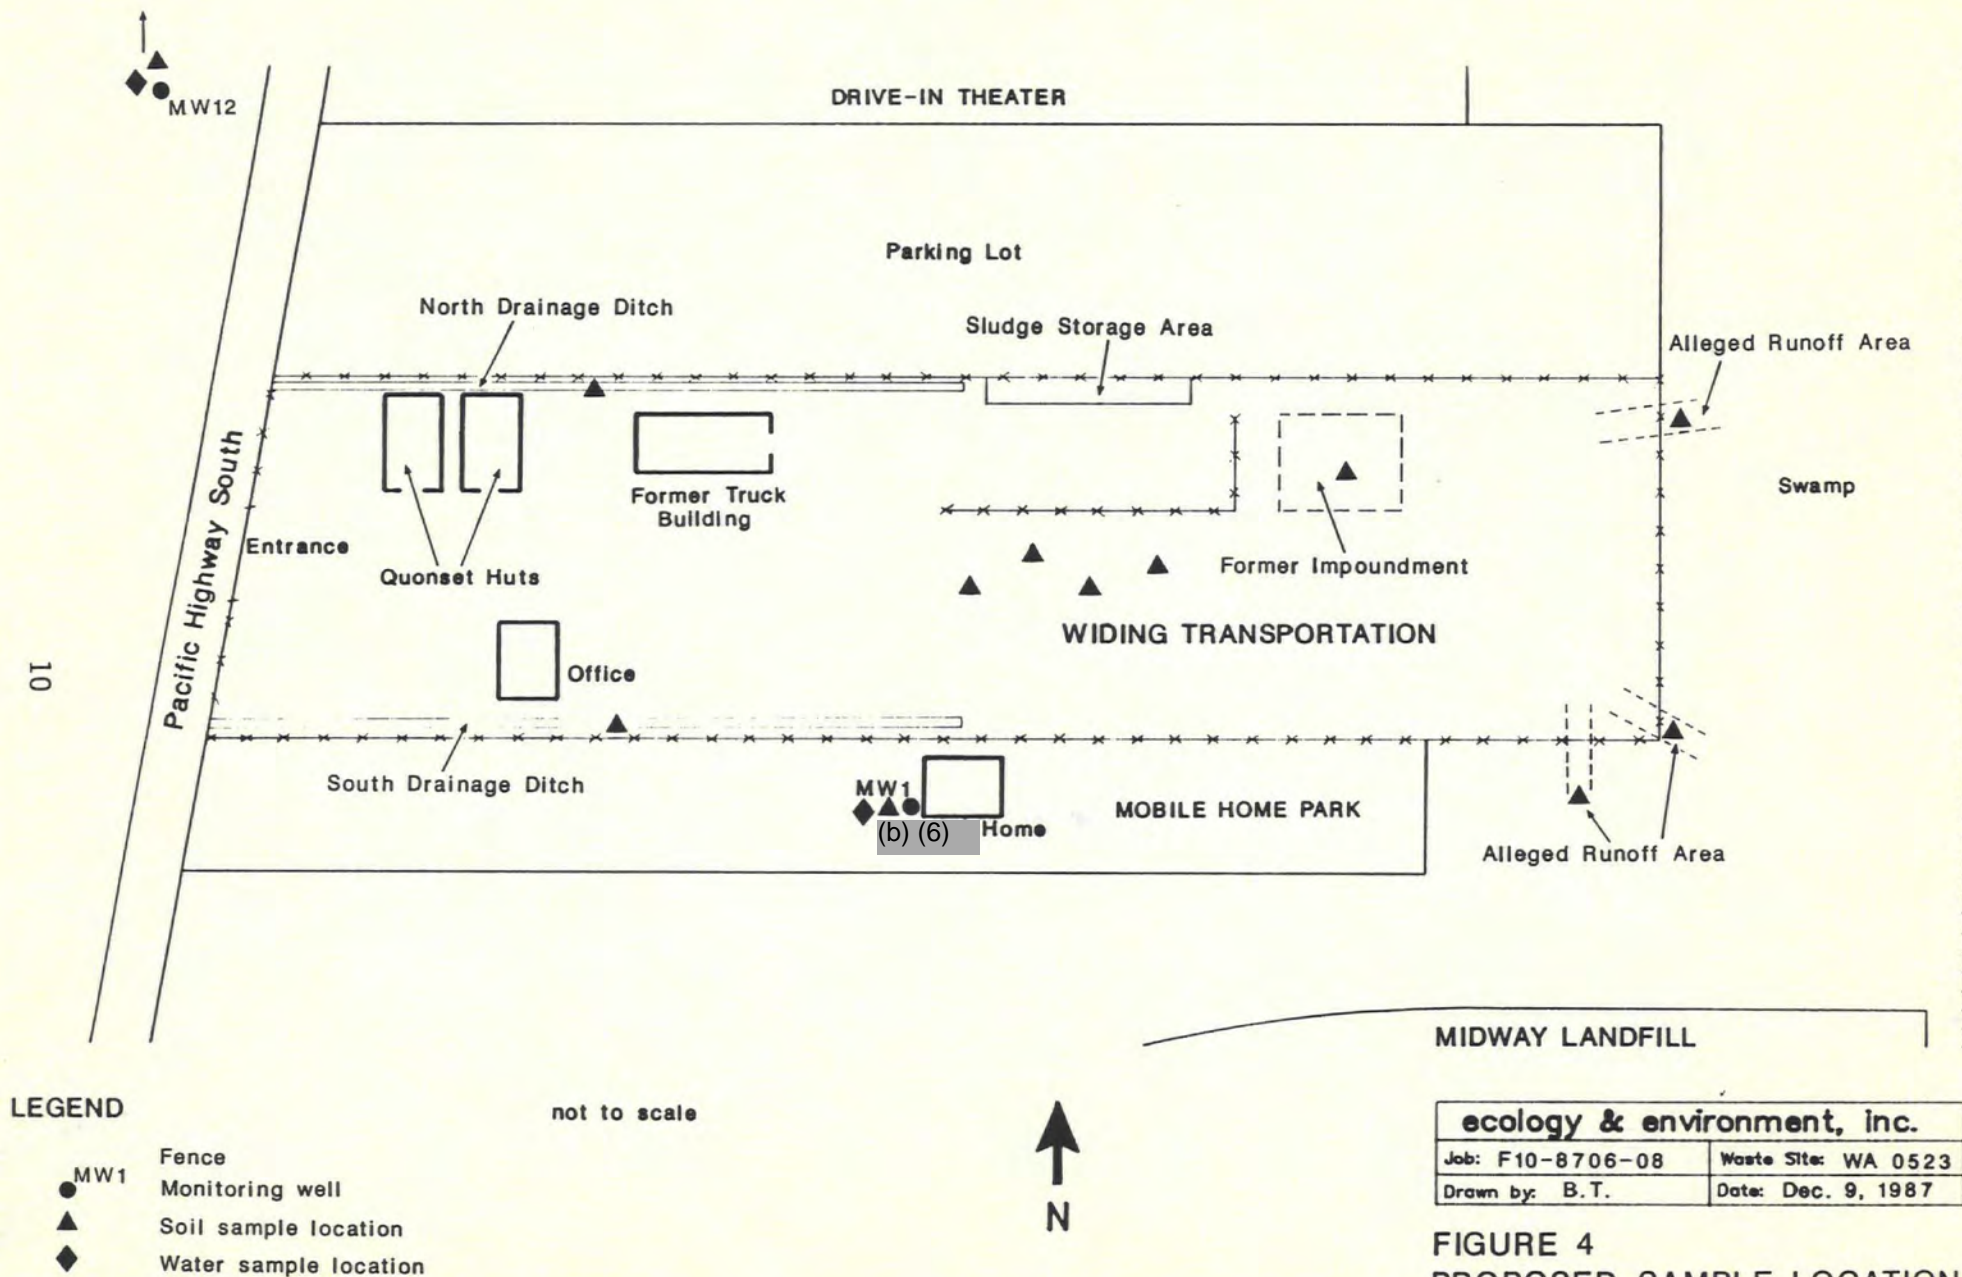 MW12
DRIVE-IN THEATER
Parking Lot
North Drainage Ditch
Sludge Storage Area
Alleged Runoff Area
Pacific Highway South
Swamp
Former Truck
Building
Entrance
Quonset Huts
Former Impoundment
WIDING TRANSPORTATION
Office
10
South Drainage Ditch
MW1
(b) (6)
Home
MOBILE HOME PARK
Alleged Runoff Area
MIDWAY LANDFILL
LEGEND
not to scale
Fence
MW1
Monitoring well
Soil sample location
Water sample location
N
ecology & environment, inc.
Job: F10-8706-08
Waste Site: WA 0523
Drawn by: B.T.
Date: Dec. 9, 1987
FIGURE 4
PROPOSED SAMPLE LOCATION